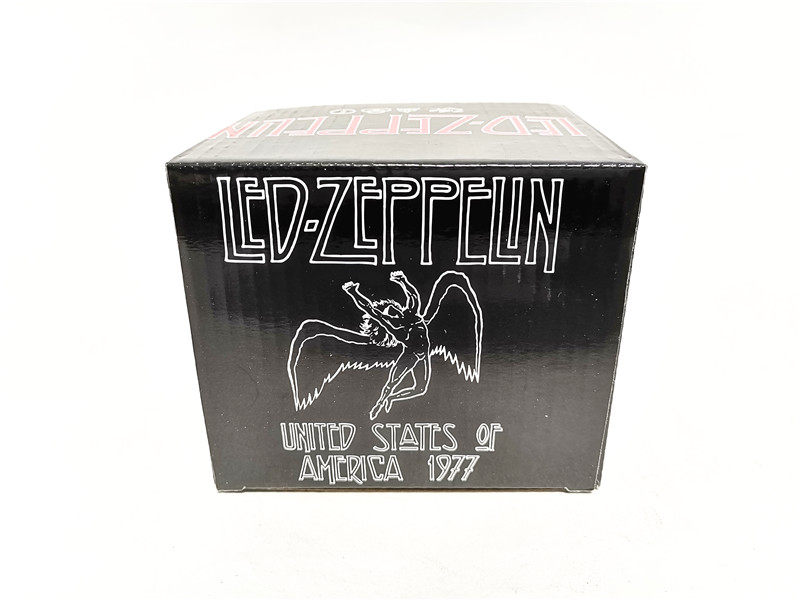 LED-ZEPPELIN
LED-ZEPPELIN
UNITED STATES OF
AMERICA 1977